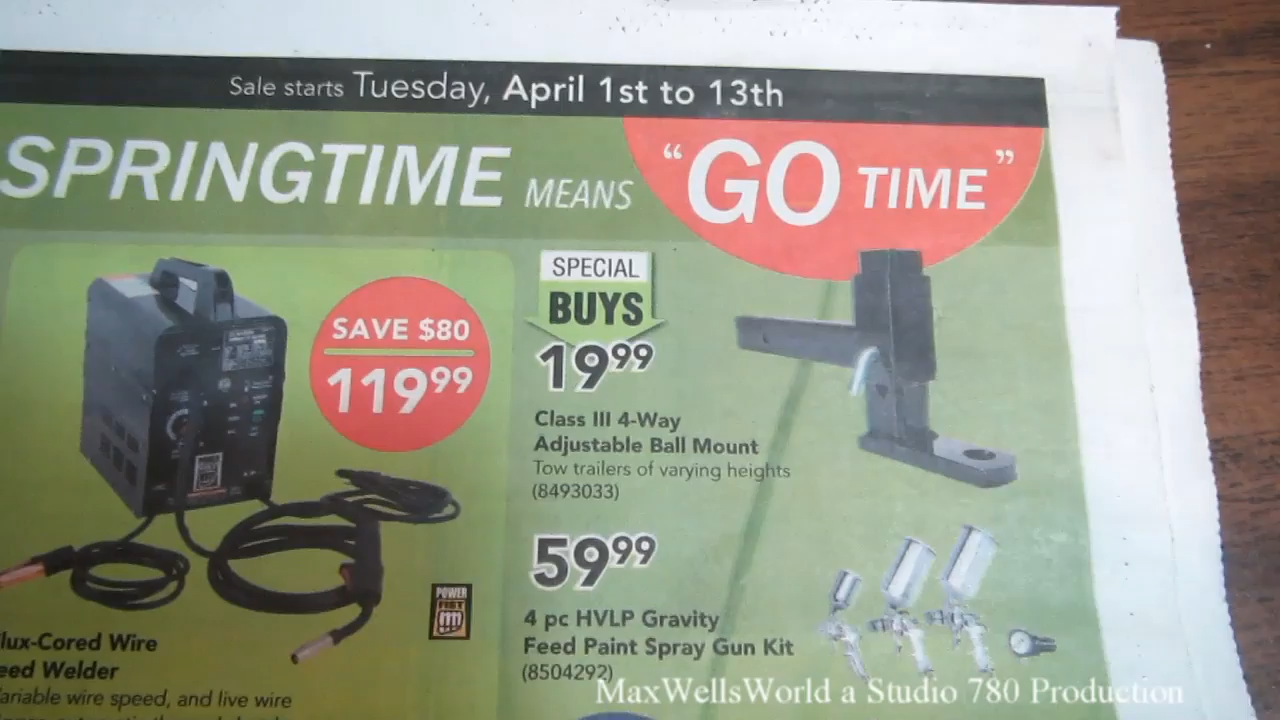 Sale starts Tuesday, April 1st to 13th
SPRINGTIME MEANS “GO TIME”
SAVE $80
119.99
SPECIAL
BUYS
19.99
Class III 4-Way
Adjustable Ball Mount
Tow trailers of varying heights
(8493033)
59.99
4 pc HVLP Gravity
Feed Paint Spray Gun Kit
(8504292)
POWER
FIST
lux-Cored Wire
eed Welder
ariable wire speed, and live wire
MaxWellsWorld a Studio 780 Production